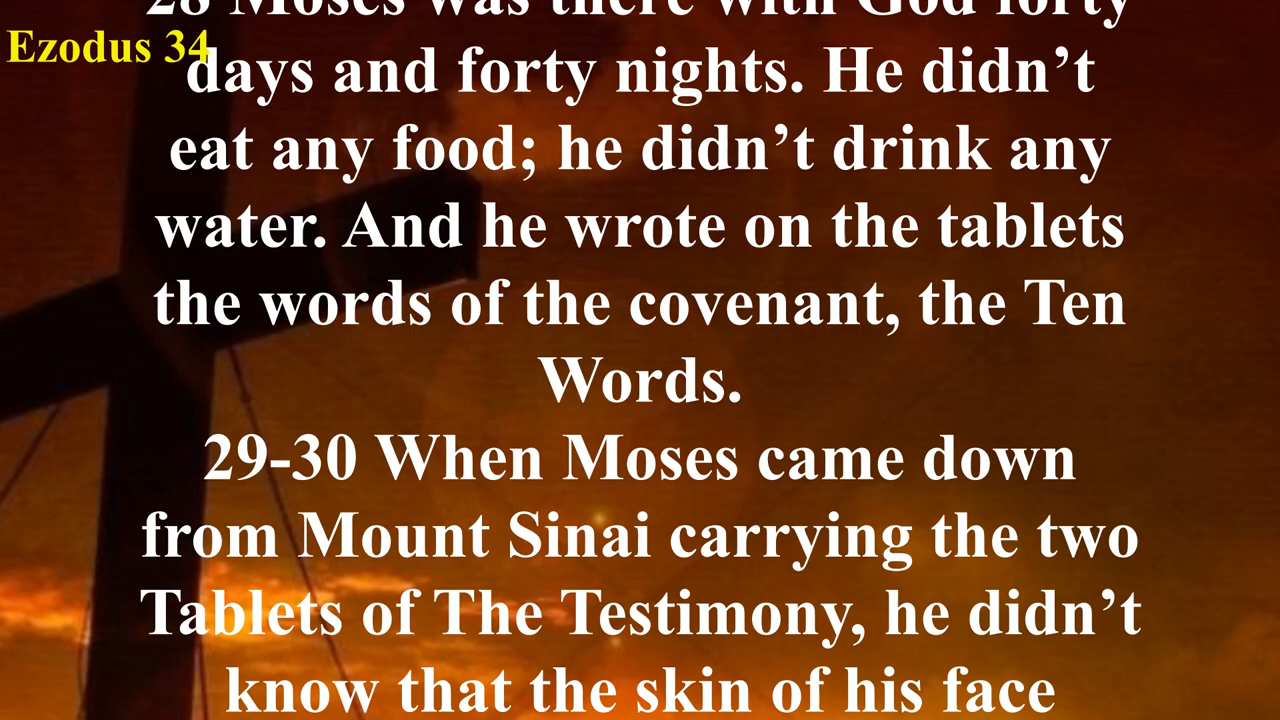 28 Moses was there with God forty
Ezodus 34
days and forty nights. He didn’t
eat any food; he didn’t drink any
water. And he wrote on the tablets
the words of the covenant, the Ten
Words.
29-30 When Moses came down
from Mount Sinai carrying the two
Tablets of The Testimony, he didn’t
know that the skin of his face